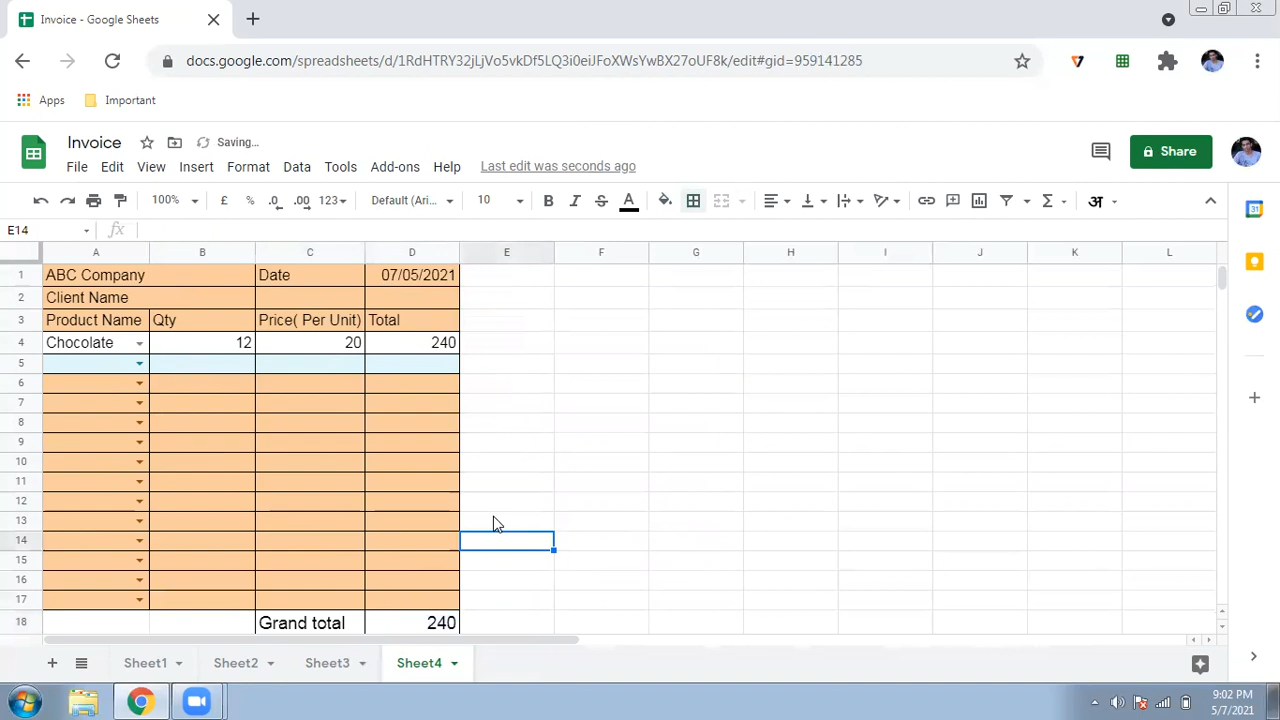 Invoice - Google Sheets
docs.google.com/spreadsheets/d/1RdHTRY32jLjVo5LkDf5LQ3i0eiJFoXWsYwBX27oUF8k/edit#gid=959141285
Apps Important
Invoice Saving...
File Edit View Insert Format Data Tools Add-ons Help Last edit was seconds ago
Share
100% £ % .0 .00 123 Default (Ari... 10 B I S A Σ अ
E14 fx
A B C D E F G H I J K L
1 ABC Company Date 07/05/2021
2 Client Name
3 Product Name Qty Price( Per Unit) Total
4 Chocolate 12 20 240
5
6
7
8
9
10
11
12
13
14
15
16
17
18 Grand total 240
Sheet1 Sheet2 Sheet3 Sheet4
9:02 PM
5/7/2021